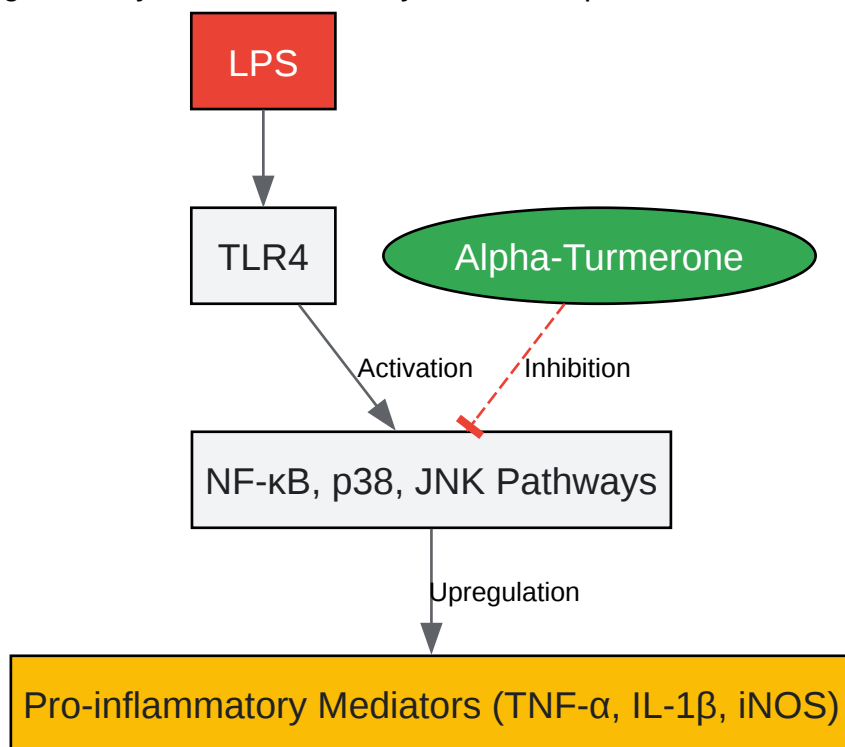 LPS
TLR4
Alpha-Turmerone
Activation
Inhibition
NF-κB, p38, JNK Pathways
Upregulation
Pro-inflammatory Mediators (TNF-α, IL-1β, iNOS)